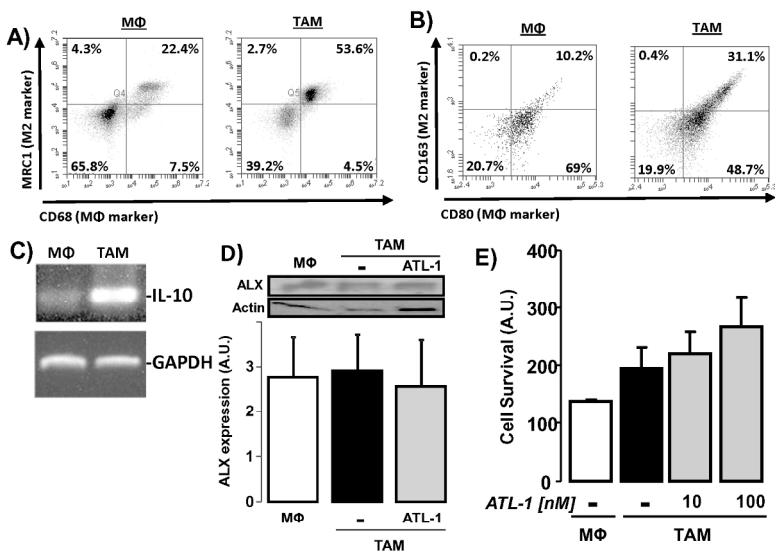 A)
MΦ
TAM
4.3%
22.4%
2.7%
53.6%
Q4
Q5
65.8%
7.5%
39.2%
4.5%
MRC1 (M2 marker)
CD68 (MΦ marker)
B)
MΦ
TAM
0.2%
10.2%
0.4%
31.1%
20.7%
69%
19.9%
48.7%
CD163 (M2 marker)
CD80 (MΦ marker)
C)
MΦ TAM
-IL-10
-GAPDH
D)
TAM
MΦ - ATL-1
ALX
Actin
ALX expression (A.U.)
3
2
1
0
MΦ - ATL-1
TAM
E)
Cell Survival (A.U.)
400
300
200
100
0
ATL-1 [nM] - - 10 100
MΦ TAM